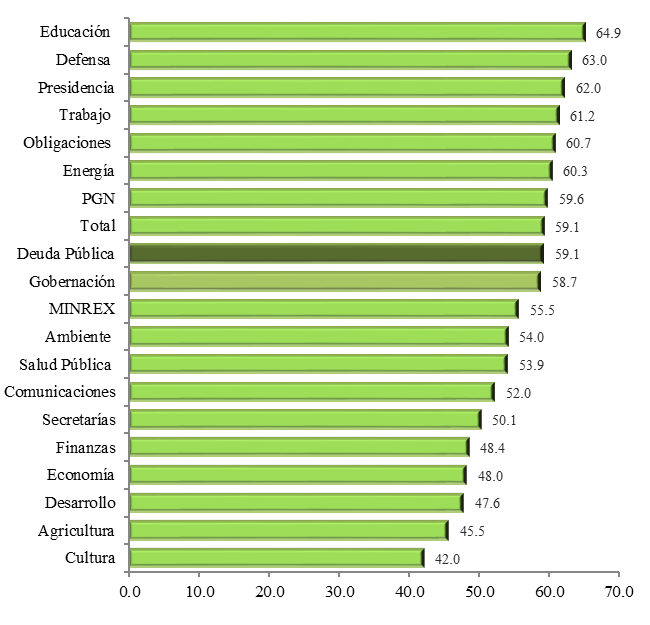 Educación 64.9
Defensa 63.0
Presidencia 62.0
Trabajo 61.2
Obligaciones 60.7
Energía 60.3
PGN 59.6
Total 59.1
Deuda Pública 59.1
Gobernación 58.7
MINREX 55.5
Ambiente 54.0
Salud Pública 53.9
Comunicaciones 52.0
Secretarías 50.1
Finanzas 48.4
Economía 48.0
Desarrollo 47.6
Agricultura 45.5
Cultura 42.0
0.0 10.0 20.0 30.0 40.0 50.0 60.0 70.0